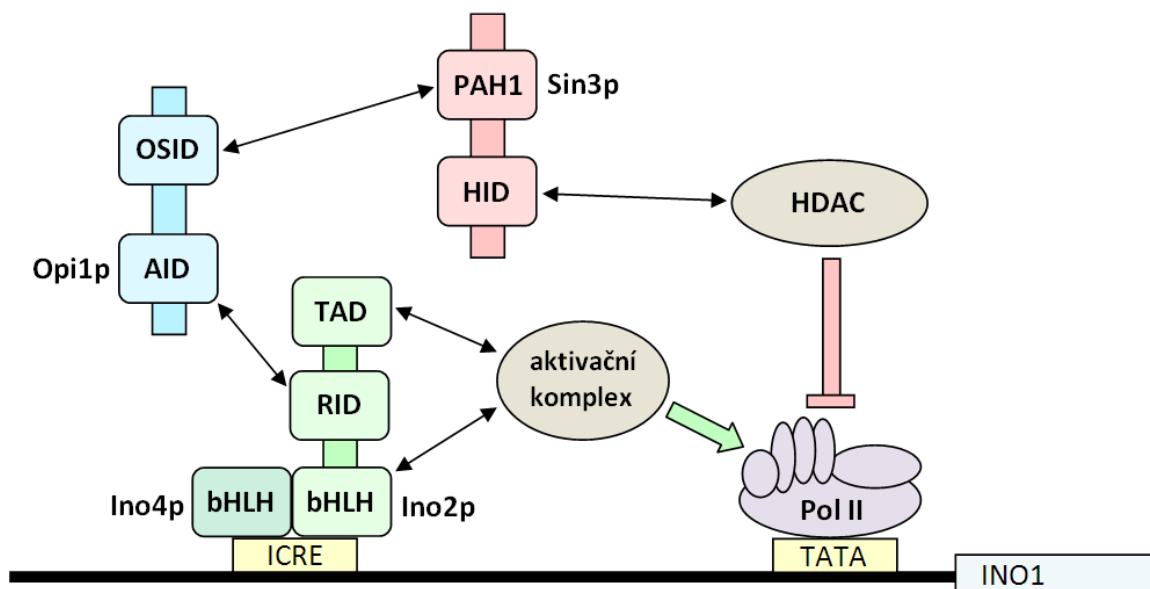 PAH1
Sin3p
OSID
HID
HDAC
Opi1p
AID
TAD
aktivační
komplex
RID
Ino4p
bHLH
bHLH
Ino2p
Pol II
ICRE
TATA
INO1